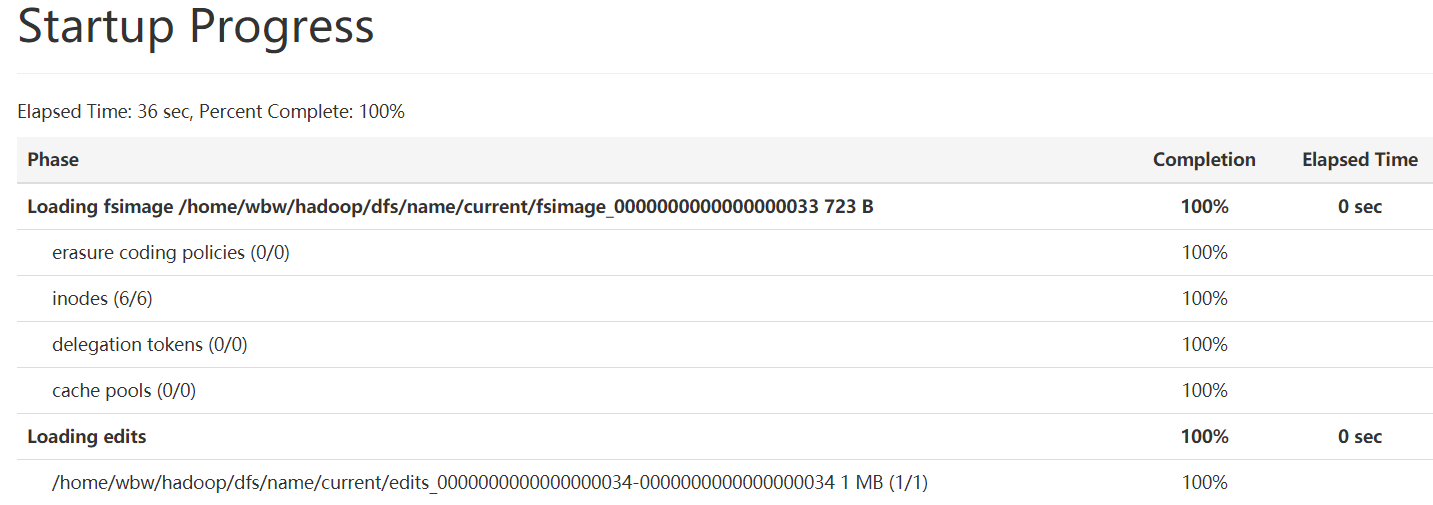 Startup Progress
Elapsed Time: 36 sec, Percent Complete: 100%
Phase Completion Elapsed Time
Loading fsimage /home/wbw/hadoop/dfs/name/current/fsimage_0000000000000000033 723 B 100% 0 sec
erasure coding policies (0/0) 100%
inodes (6/6) 100%
delegation tokens (0/0) 100%
cache pools (0/0) 100%
Loading edits 100% 0 sec
/home/wbw/hadoop/dfs/name/current/edits_0000000000000000034-0000000000000000034 1 MB (1/1) 100%